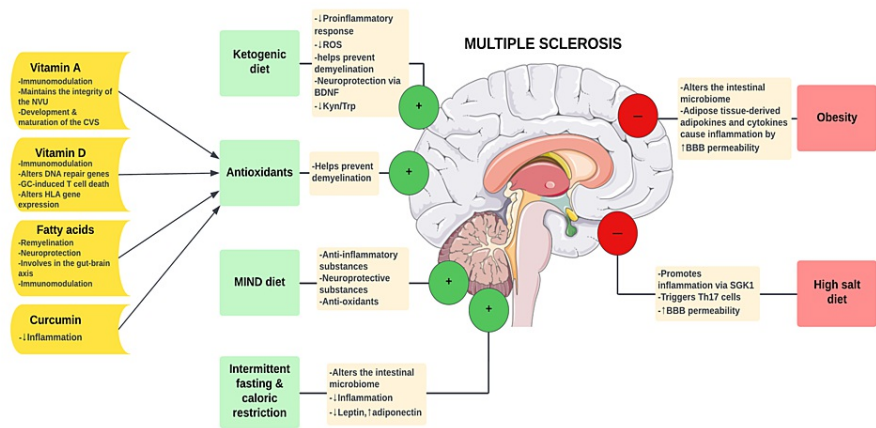 MULTIPLE SCLEROSIS
Vitamin A
-Immunomodulation
-Maintains the integrity of
the NVU
-Development &
maturation of the CVS
Vitamin D
-Immunomodulation
-Alters DNA repair genes
-GC-induced T cell death
-Alters HLA gene
expression
Fatty acids
-Remyelination
-Neuroprotection
-Involves in the gut-brain
axis
-Immunomodulation
Curcumin
-↓Inflammation
Ketogenic
diet
-↓Proinflammatory
response
-↓ROS
-helps prevent
demyelination
-Neuroprotection via
BDNF
-↓Kyn/Trp
+
Antioxidants
-Helps prevent
demyelination
+
MIND diet
-Anti-inflammatory
substances
-Neuroprotective
substances
-Anti-oxidants
+
Intermittent
fasting &
caloric
restriction
-Alters the intestinal
microbiome
-↓Inflammation
-↓Leptin,↑adiponectin
+
—
-Alters the intestinal
microbiome
-Adipose tissue-derived
adipokines and cytokines
cause inflammation by
↑BBB permeability
Obesity
—
-Promotes
inflammation via SGK1
-Triggers Th17 cells
-↑BBB permeability
High salt
diet